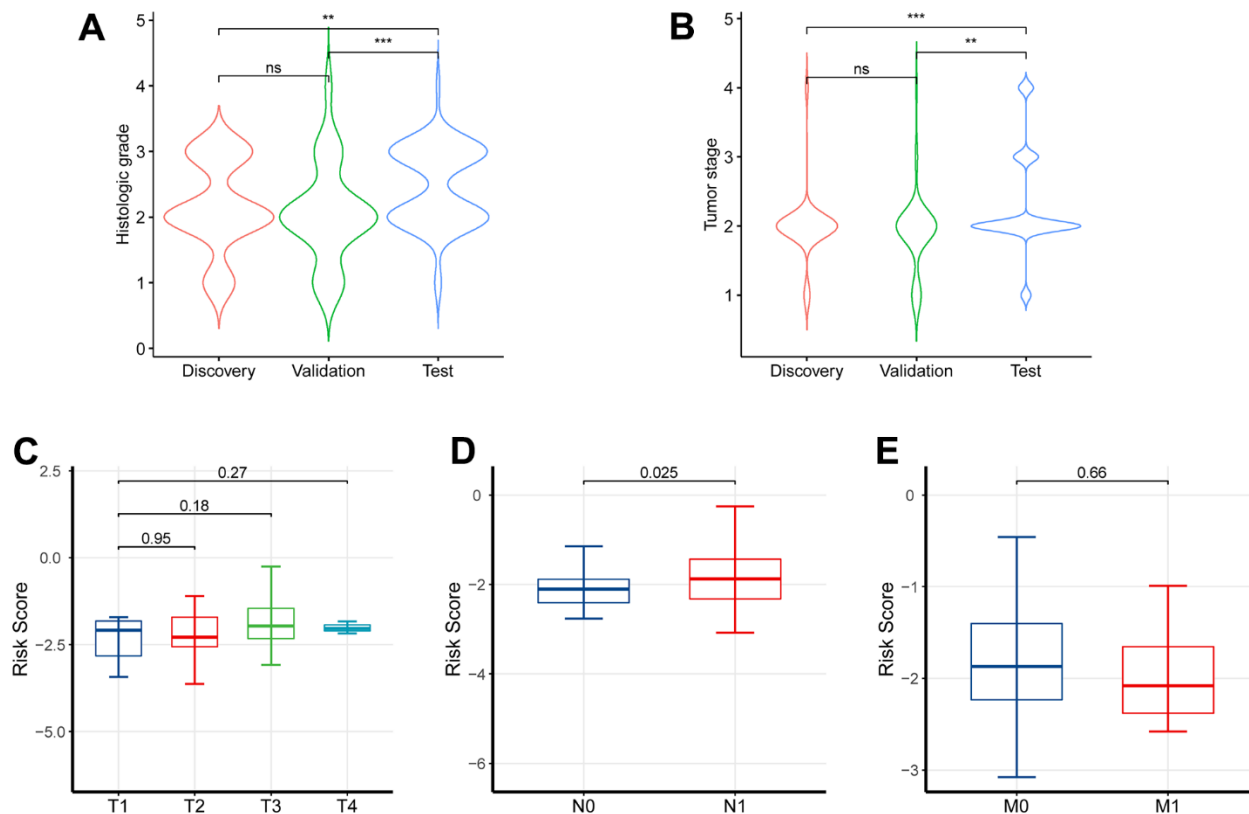 A
Histologic grade
5
4
3
2
1
0
**
***
ns
Discovery
Validation
Test
B
Tumor stage
5
4
3
2
1
***
**
ns
Discovery
Validation
Test
C
Risk Score
2.5
0.0
−2.5
−5.0
0.27
0.18
0.95
T1
T2
T3
T4
D
Risk Score
0
−2
−4
−6
0.025
N0
N1
E
Risk Score
0
−1
−2
−3
0.66
M0
M1